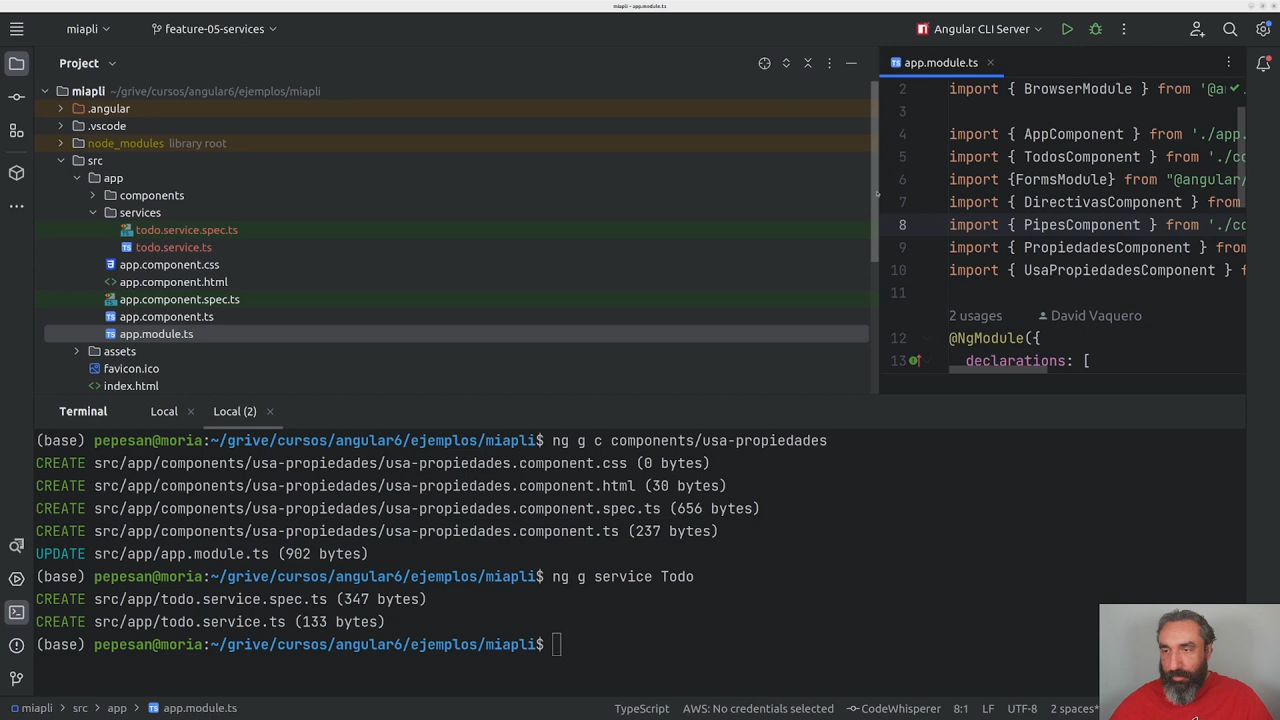 miapli - app.module.ts
miapli
feature-05-services
Angular CLI Server
Project
app.module.ts
miapli ~/grive/cursos/angular6/ejemplos/miapli
.angular
.vscode
node_modules library root
src
app
components
services
todo.service.spec.ts
todo.service.ts
app.component.css
app.component.html
app.component.spec.ts
app.component.ts
app.module.ts
assets
favicon.ico
index.html
2 import { BrowserModule } from '@a
3
4 import { AppComponent } from './app.
5 import { TodosComponent } from './co
6 import {FormsModule} from "@angular/
7 import { DirectivasComponent } from
8 import { PipesComponent } from './co
9 import { PropiedadesComponent } from
10 import { UsaPropiedadesComponent } f
11
2 usages David Vaquero
12 @NgModule({
13 declarations: [
Terminal Local Local (2)
(base) pepesan@moria:~/grive/cursos/angular6/ejemplos/miapli$ ng g c components/usa-propiedades
CREATE src/app/components/usa-propiedades/usa-propiedades.component.css (0 bytes)
CREATE src/app/components/usa-propiedades/usa-propiedades.component.html (30 bytes)
CREATE src/app/components/usa-propiedades/usa-propiedades.component.spec.ts (656 bytes)
CREATE src/app/components/usa-propiedades/usa-propiedades.component.ts (237 bytes)
UPDATE src/app/app.module.ts (902 bytes)
(base) pepesan@moria:~/grive/cursos/angular6/ejemplos/miapli$ ng g service Todo
CREATE src/app/todo.service.spec.ts (347 bytes)
CREATE src/app/todo.service.ts (133 bytes)
(base) pepesan@moria:~/grive/cursos/angular6/ejemplos/miapli$
miapli > src > app > app.module.ts
TypeScript AWS: No credentials selected CodeWhisperer 8:1 LF UTF-8 2 spaces*